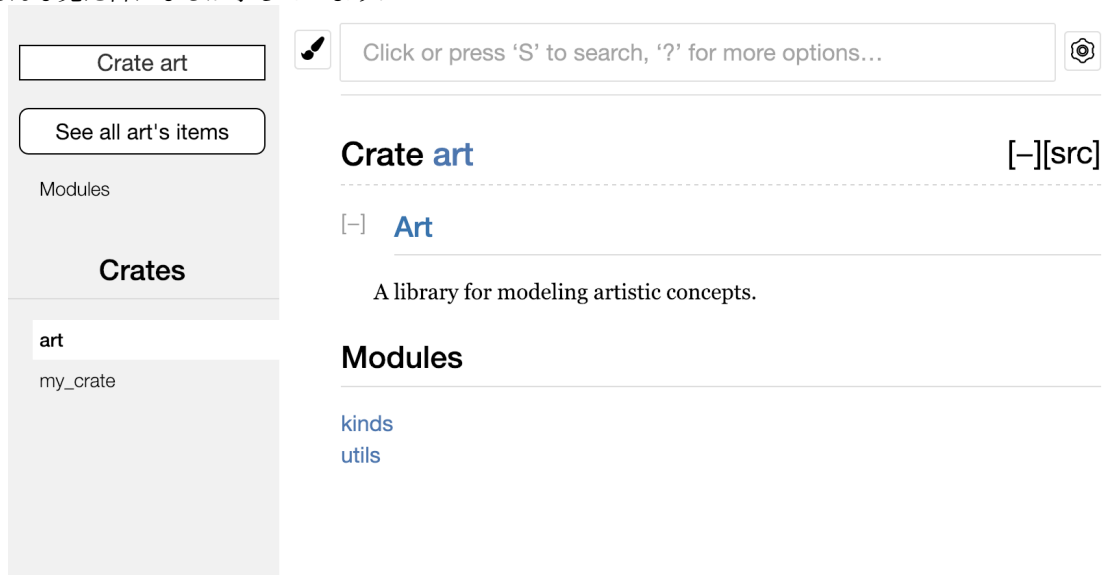 Crate art
See all art's items
Modules
Crates
art
my_crate
Click or press ‘S’ to search, ‘?’ for more options…
Crate art [−][src]
[−] Art
A library for modeling artistic concepts.
Modules
kinds
utils